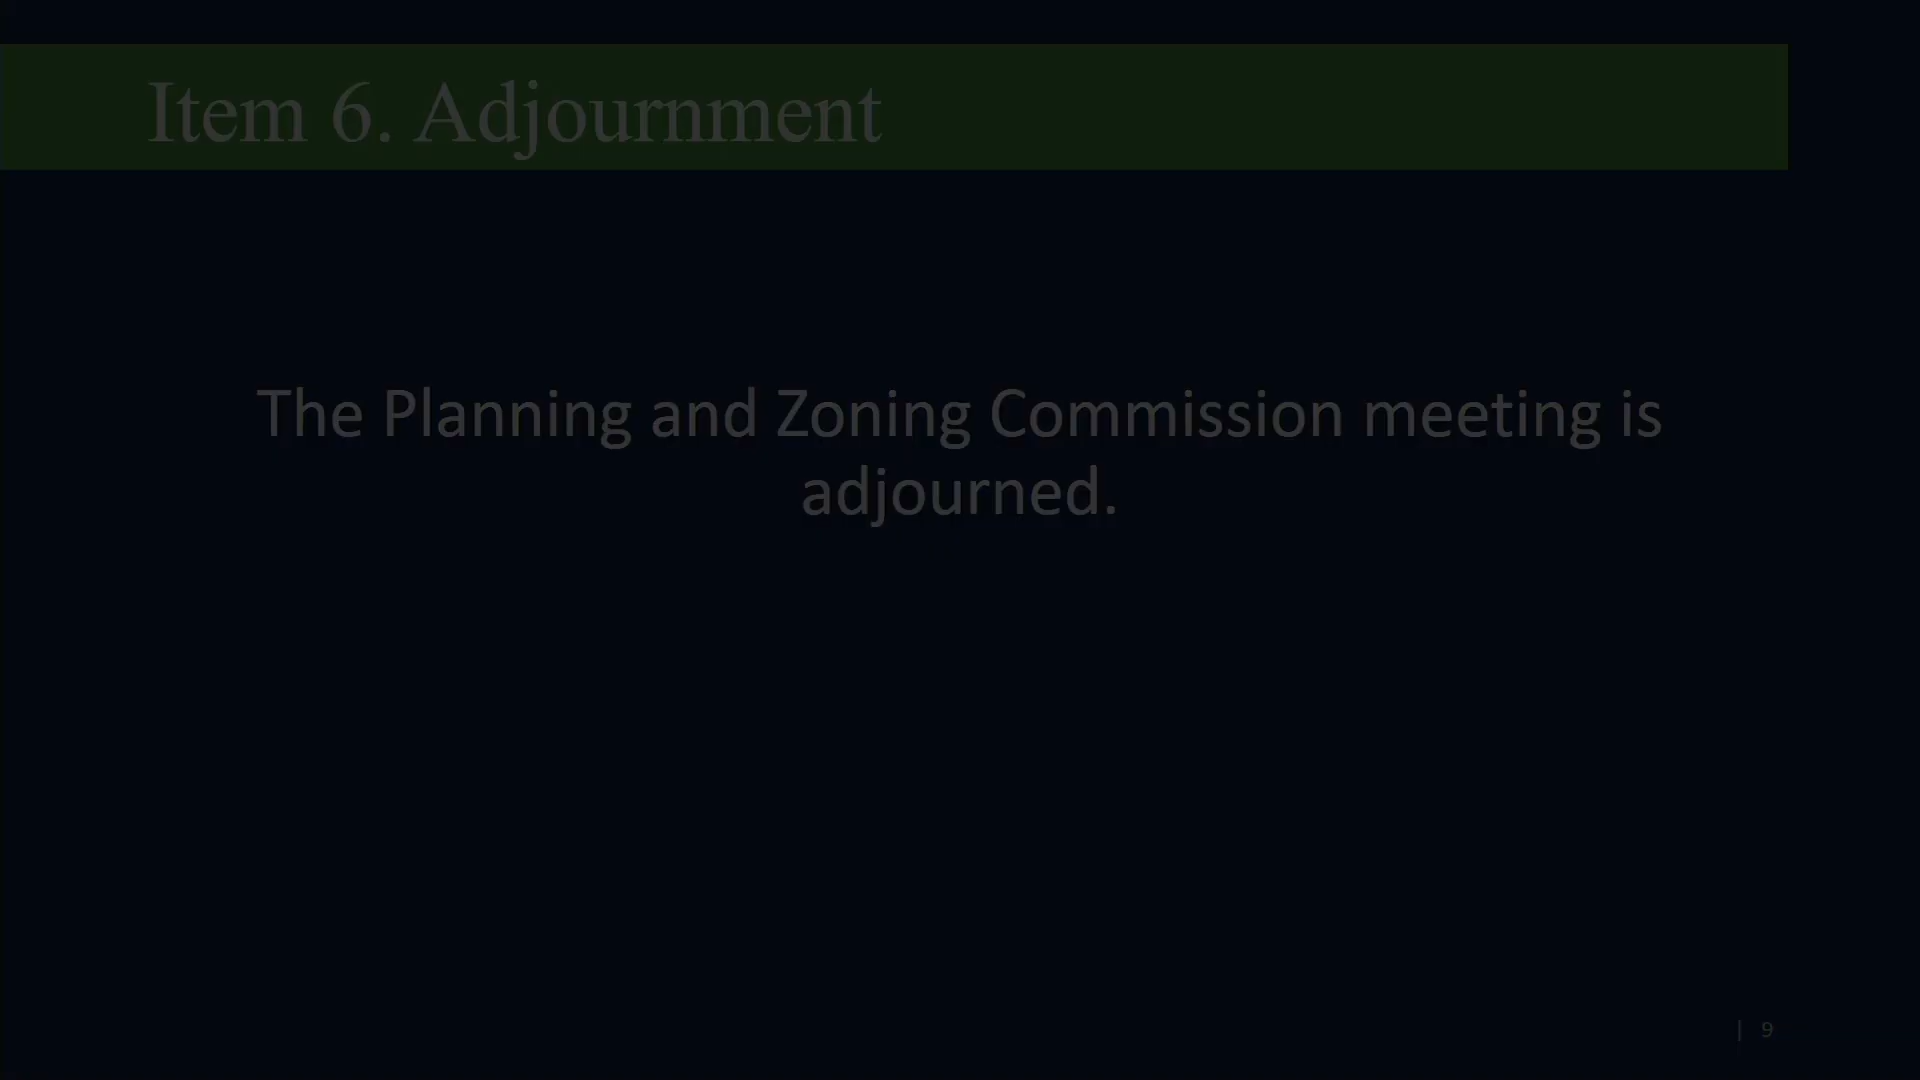 Item 6. Adjournment
The Planning and Zoning Commission meeting is
adjourned.
| 9